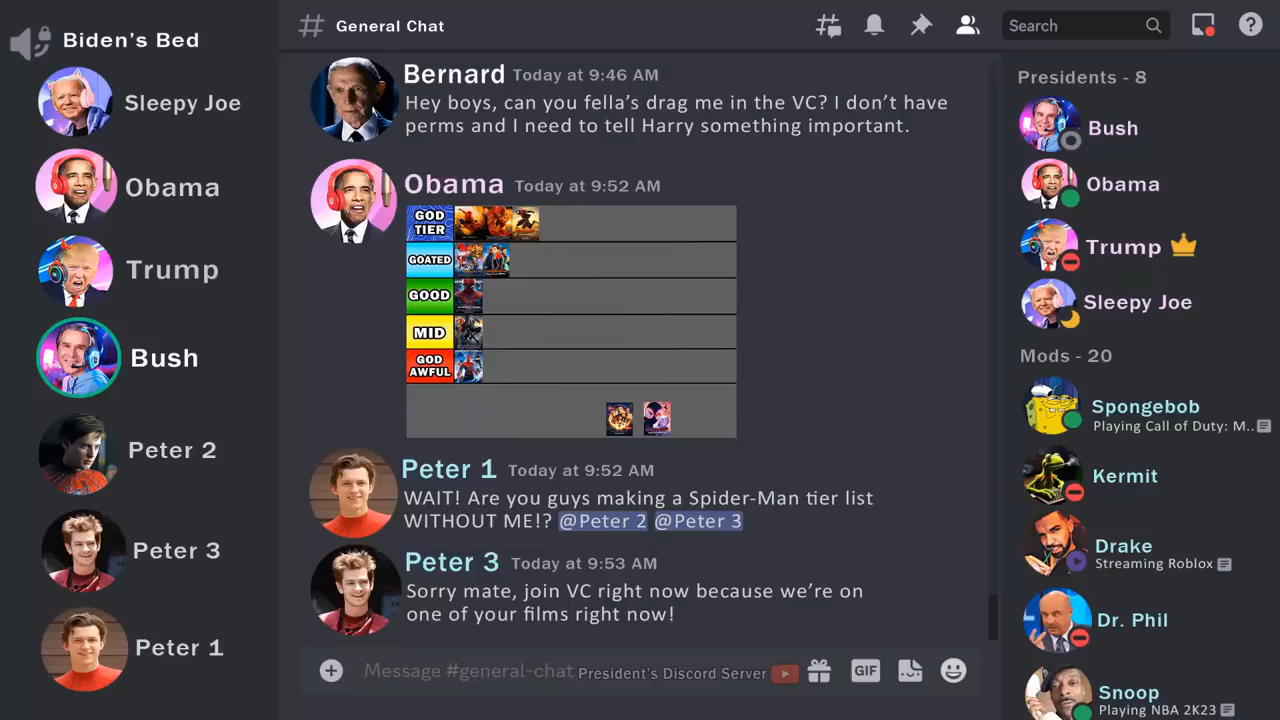 Biden's Bed
Sleepy Joe
Obama
Trump
Bush
Peter 2
Peter 3
Peter 1
# General Chat
Search
Bernard Today at 9:46 AM
Hey boys, can you fella's drag me in the VC? I don't have
perms and I need to tell Harry something important.
Obama Today at 9:52 AM
GOD
TIER
GOATED
GOOD
MID
GOD
AWFUL
Peter 1 Today at 9:52 AM
WAIT! Are you guys making a Spider-Man tier list
WITHOUT ME!? @Peter 2 @Peter 3
Peter 3 Today at 9:53 AM
Sorry mate, join VC right now because we're on
one of your films right now!
Message #general-chat
President's Discord Server
GIF
Presidents - 8
Bush
Obama
Trump
Sleepy Joe
Mods - 20
Spongebob
Playing Call of Duty: M..
Kermit
Drake
Streaming Roblox
Dr. Phil
Snoop
Playing NBA 2K23